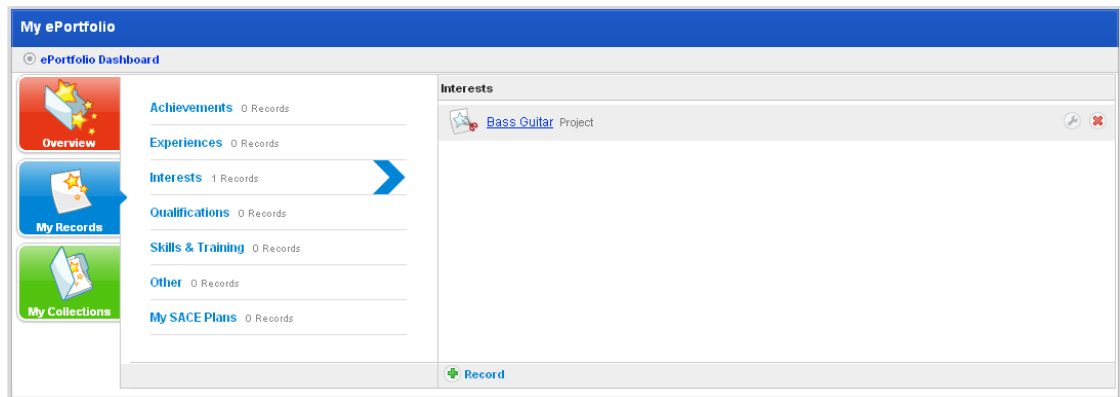 My ePortfolio
ePortfolio Dashboard
Overview
My Records
My Collections
Achievements 0 Records
Experiences 0 Records
Interests 1 Records
Qualifications 0 Records
Skills & Training 0 Records
Other 0 Records
My SACE Plans 0 Records
Interests
Bass Guitar Project
Record